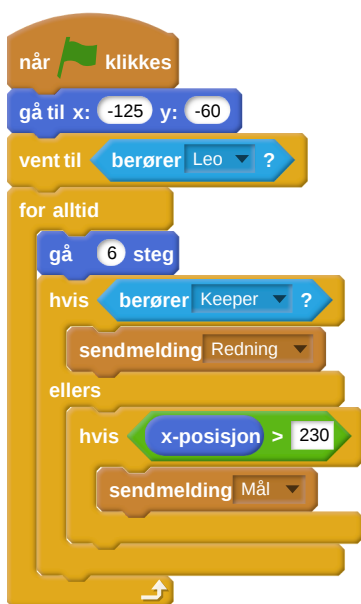 når klikkes
gå til x: -125 y: -60
vent til berører Leo ?
for alltid
gå 6 steg
hvis berører Keeper ?
sendmelding Redning
ellers
hvis x-posisjon > 230
sendmelding Mål